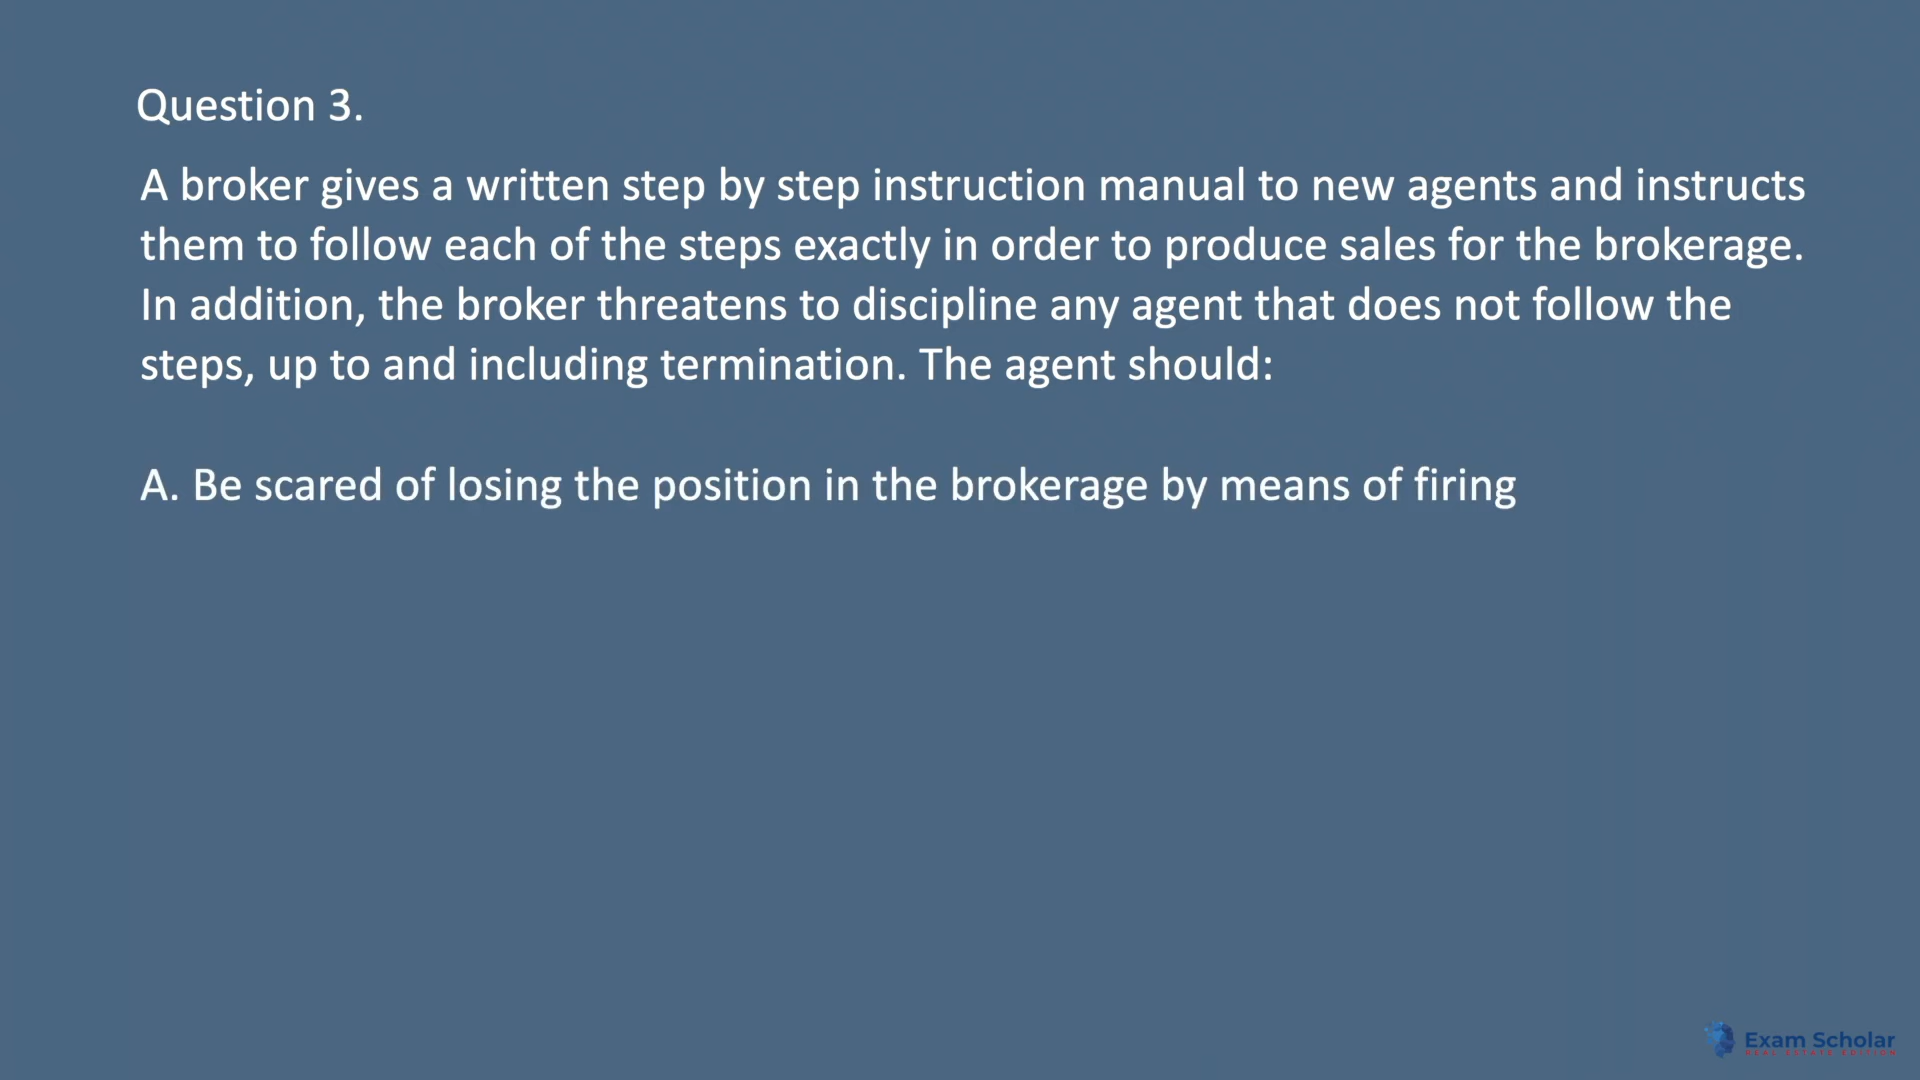 Question 3.
A broker gives a written step by step instruction manual to new agents and instructs
them to follow each of the steps exactly in order to produce sales for the brokerage.
In addition, the broker threatens to discipline any agent that does not follow the
steps, up to and including termination. The agent should:
A. Be scared of losing the position in the brokerage by means of firing
Exam Scholar
REAL ESTATE EDITION